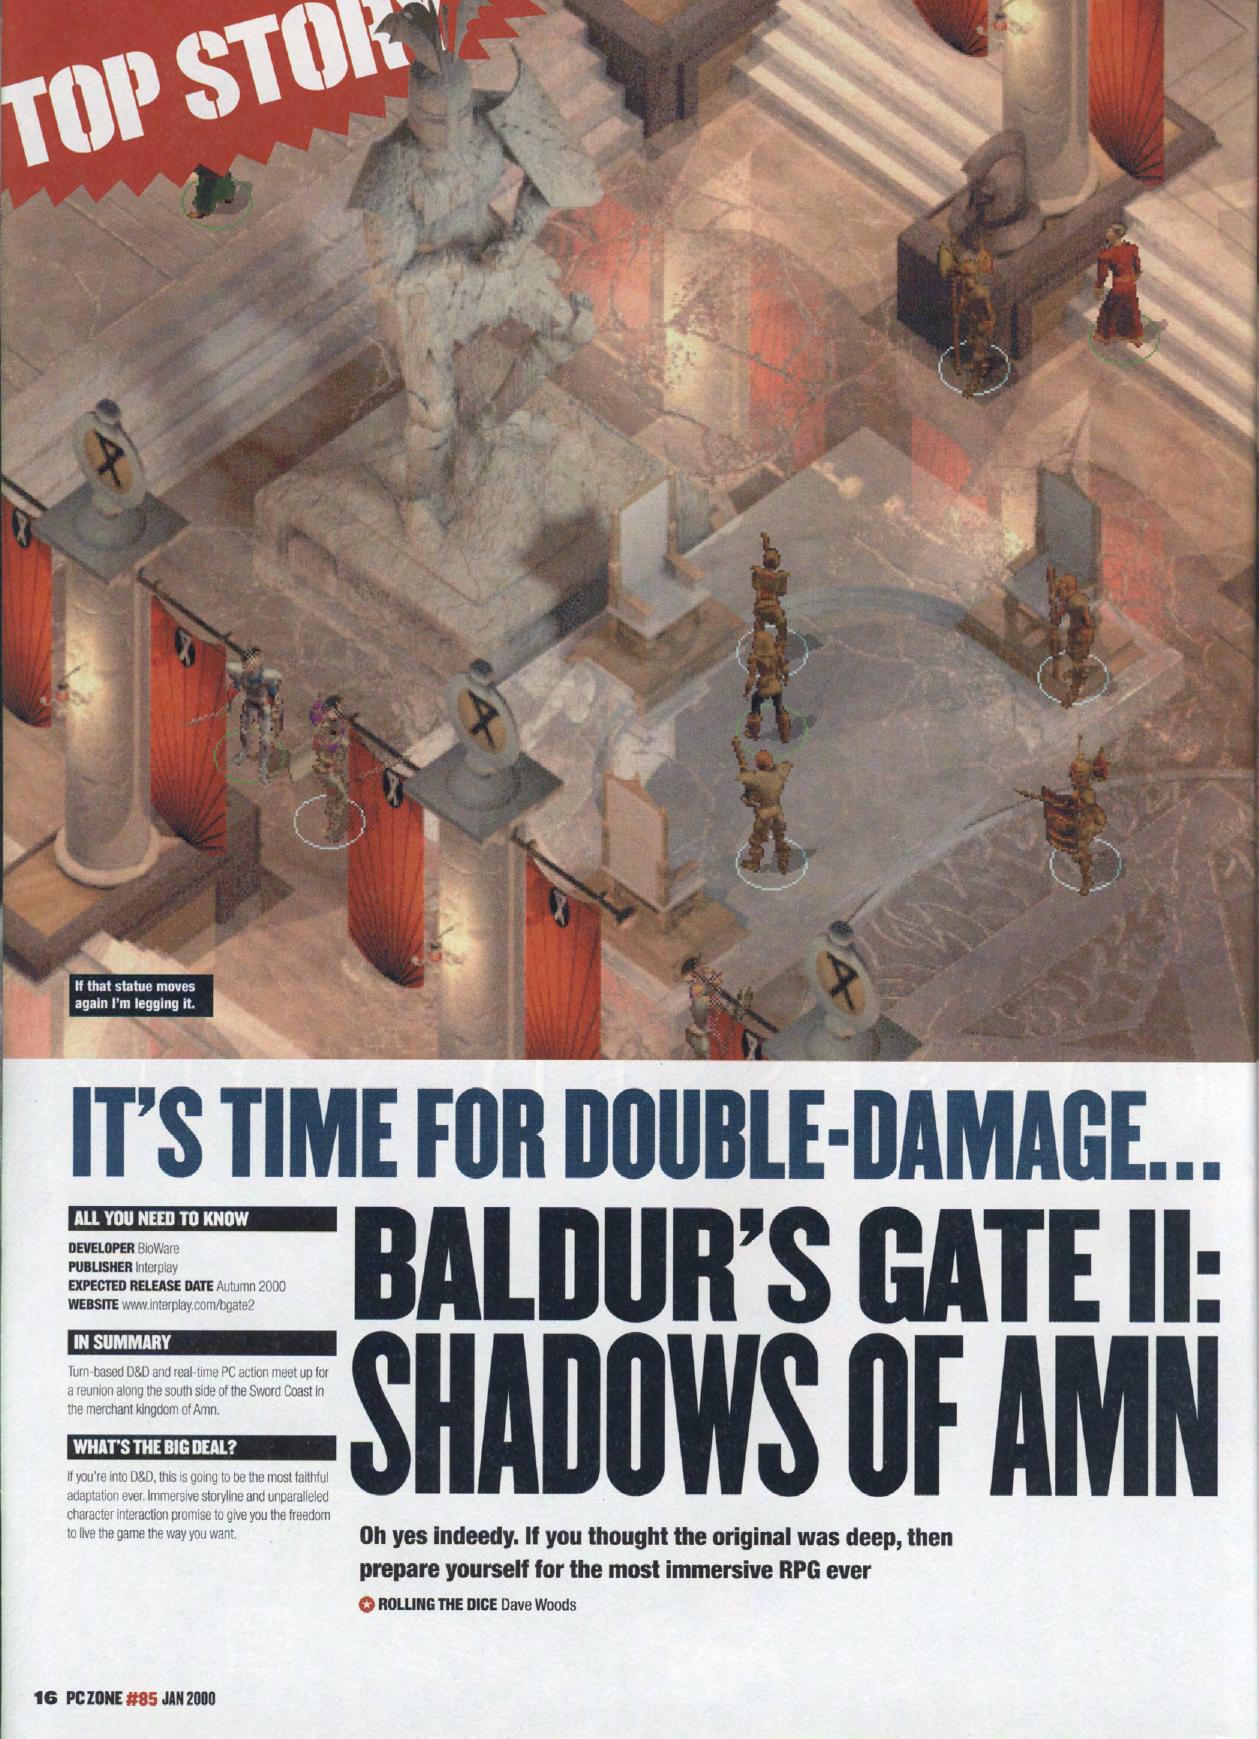 TOP STORY
If that statue moves
again I'm legging it.
IT'S TIME FOR DOUBLE-DAMAGE...
ALL YOU NEED TO KNOW
DEVELOPER BioWare
PUBLISHER Interplay
EXPECTED RELEASE DATE Autumn 2000
WEBSITE www.interplay.com/bgate2
IN SUMMARY
Turn-based D&D and real-time PC action meet up for
a reunion along the south side of the Sword Coast in
the merchant kingdom of Amn.
WHAT'S THE BIG DEAL?
If you're into D&D, this is going to be the most faithful
adaptation ever. Immersive storyline and unparalleled
character interaction promise to give you the freedom
to live the game the way you want.
BALDUR'S GATE II:
SHADOWS OF AMN
Oh yes indeedy. If you thought the original was deep, then
prepare yourself for the most immersive RPG ever
ROLLING THE DICE Dave Woods
16 PCZONE #85 JAN 2000